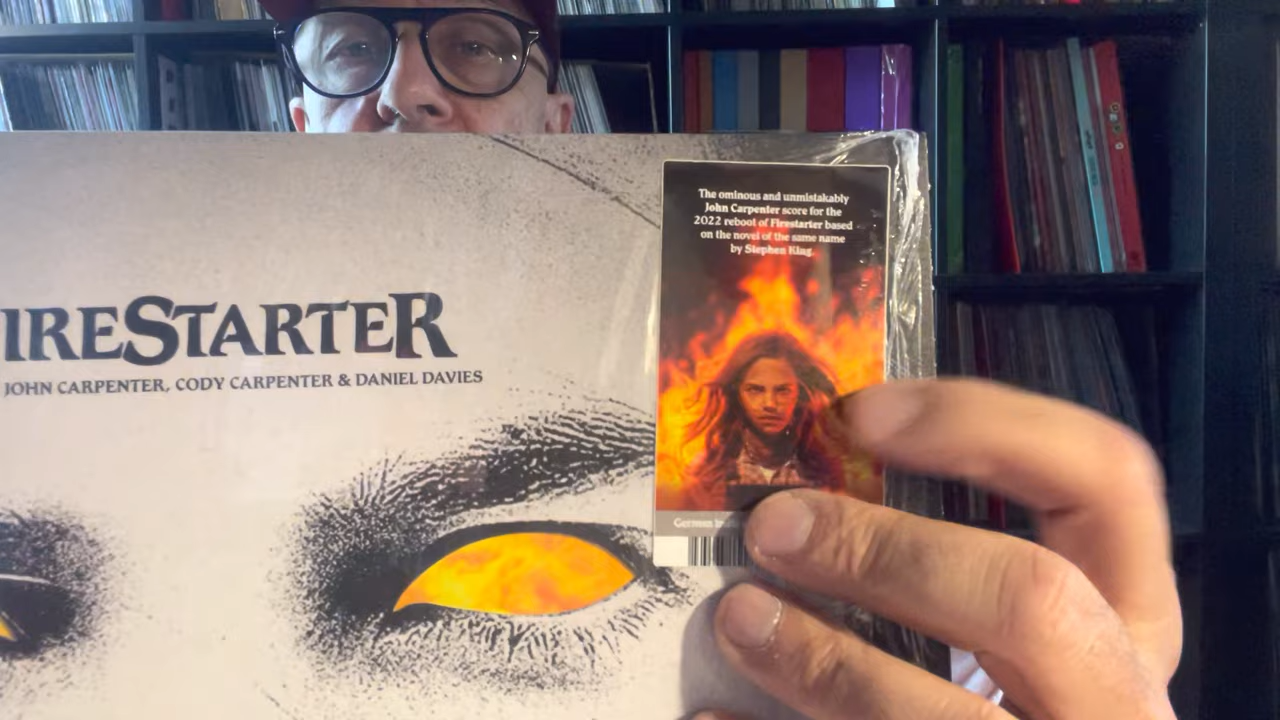 The ominous and unmistakably
John Carpenter score for the
2022 reboot of Firestarter based
on the novel of the same name
by Stephen King.
IRESTARTER
JOHN CARPENTER, CODY CARPENTER & DANIEL DAVIES
German